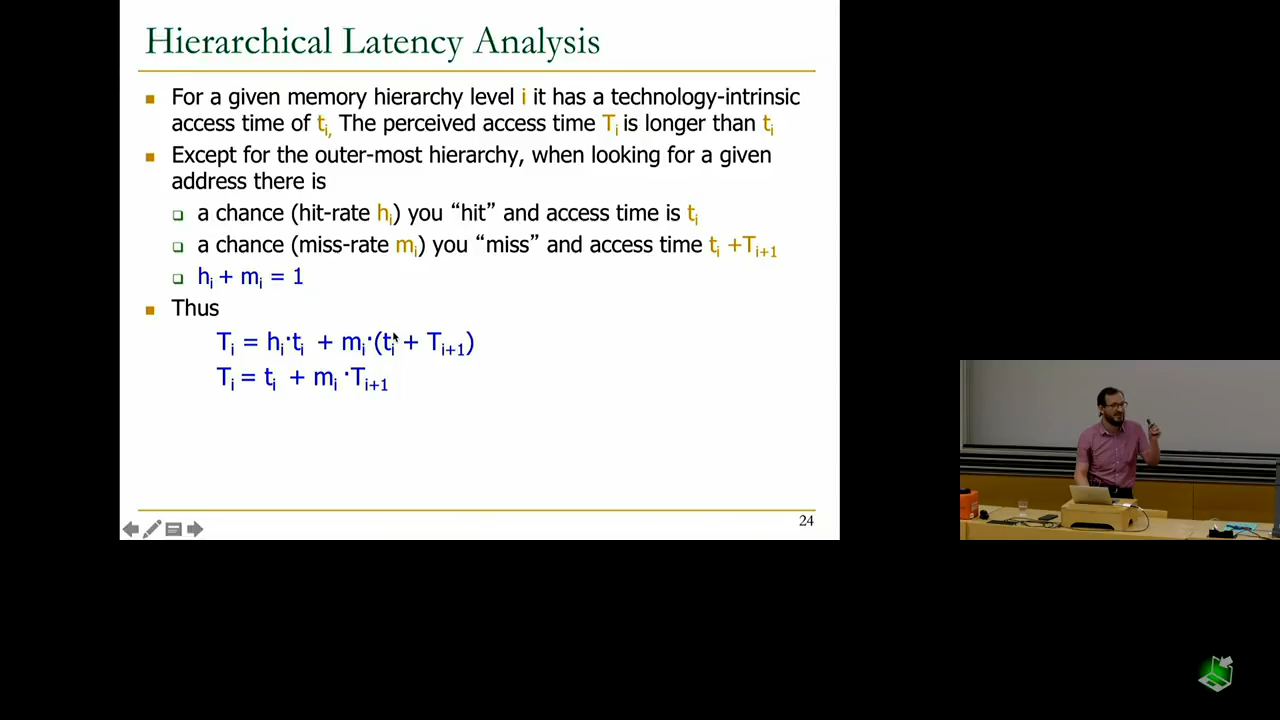 Hierarchical Latency Analysis
For a given memory hierarchy level i it has a technology-intrinsic
access time of ti, The perceived access time Ti is longer than ti
Except for the outer-most hierarchy, when looking for a given
address there is
a chance (hit-rate hi) you “hit” and access time is ti
a chance (miss-rate mi) you “miss” and access time ti +Ti+1
hi + mi = 1
Thus
Ti = hi·ti + mi·(ti + Ti+1)
Ti = ti + mi ·Ti+1
24